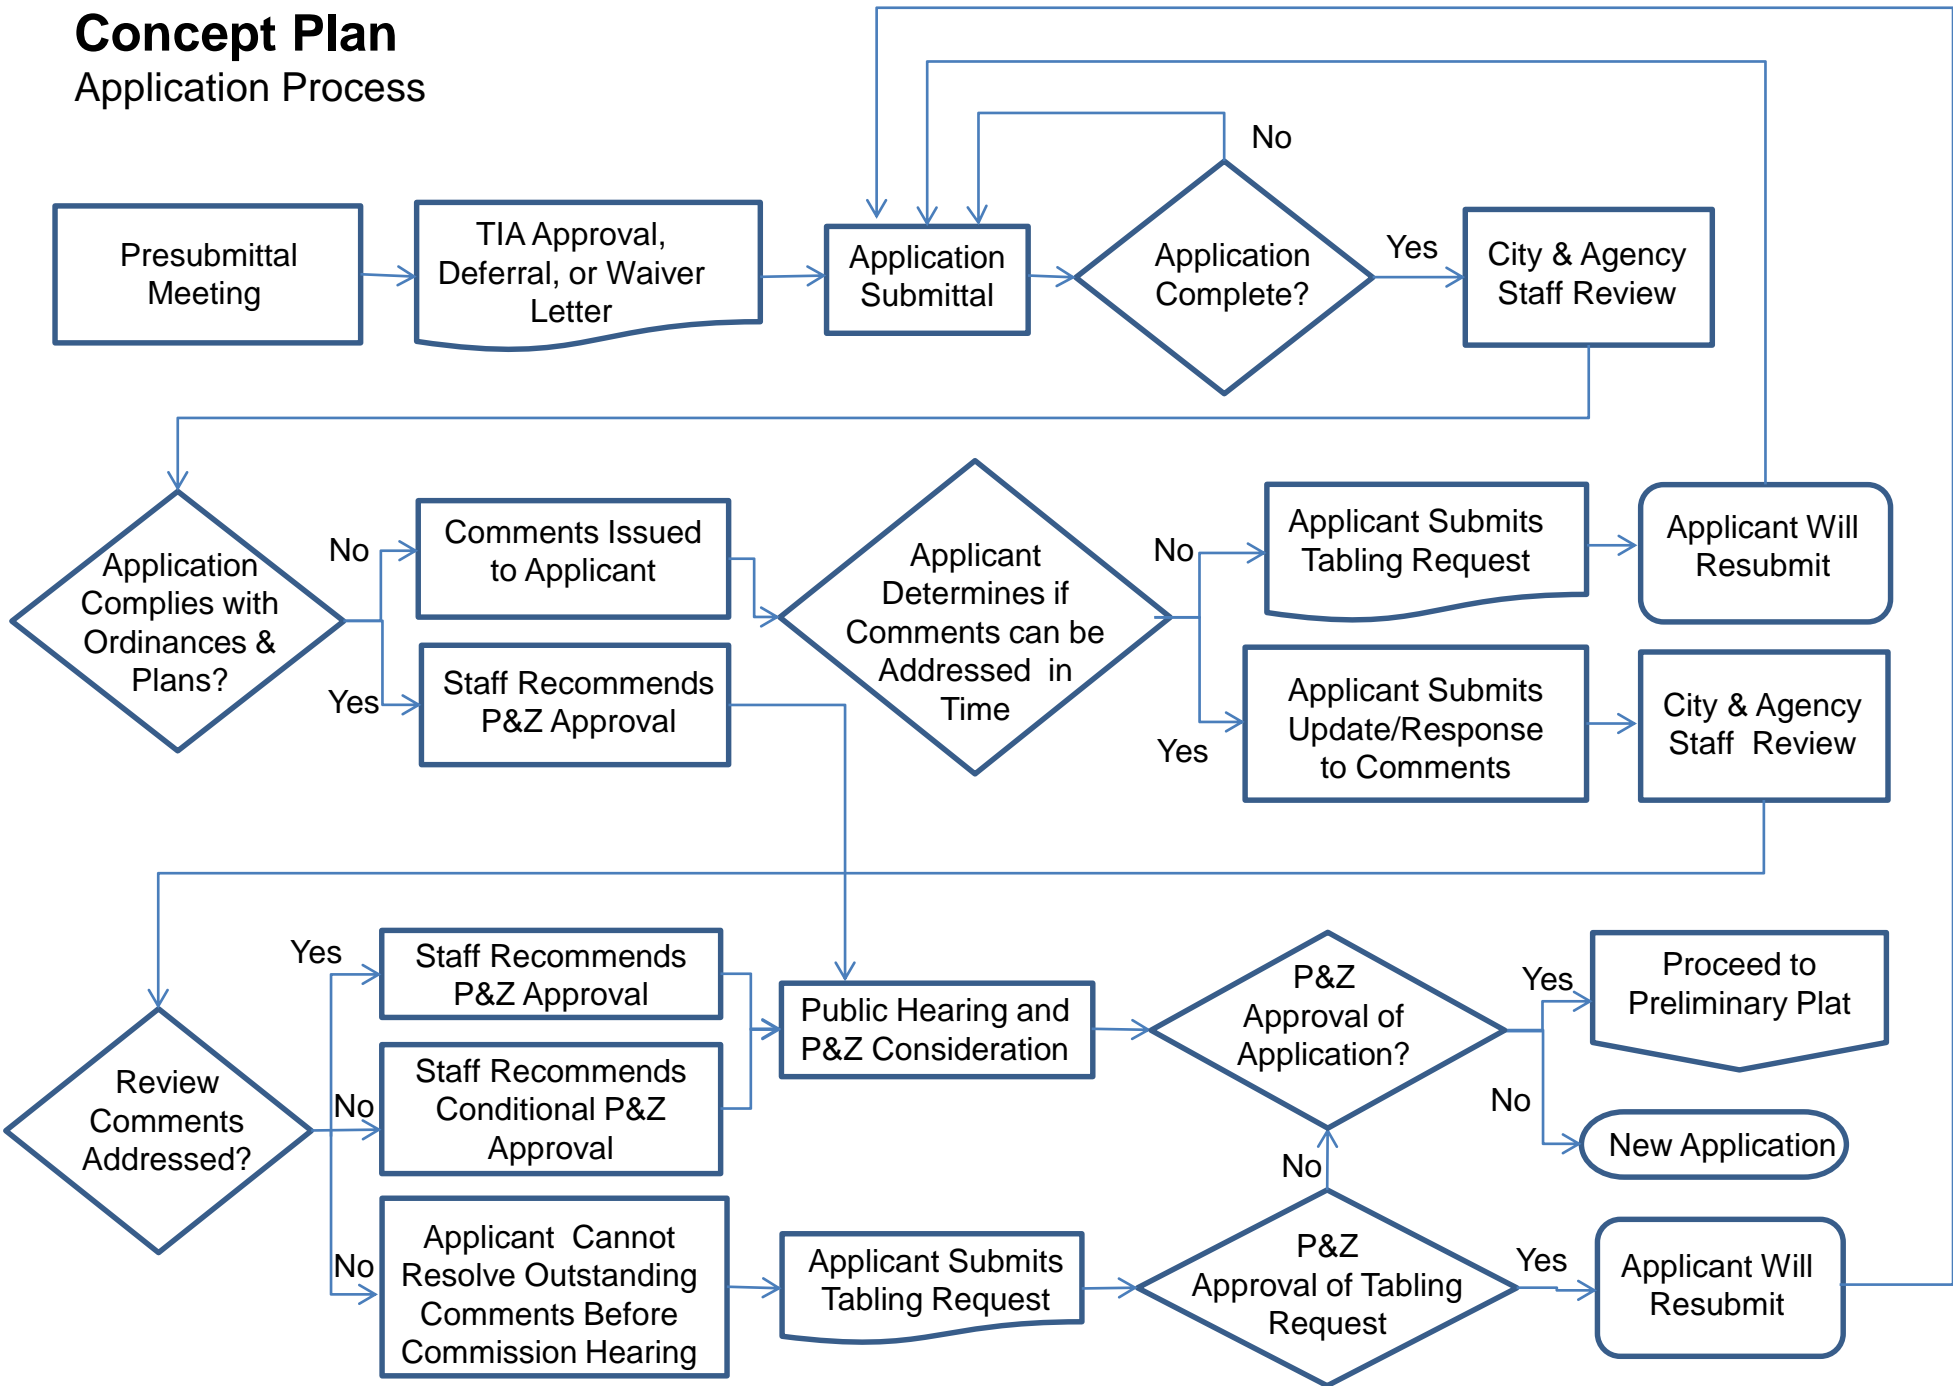 Concept Plan
Application Process
No
Presubmittal
Meeting
TIA Approval,
Deferral, or Waiver
Letter
Application
Submittal
Application
Complete?
Yes
City & Agency
Staff Review
Application
Complies with
Ordinances &
Plans?
No
Comments Issued
to Applicant
Yes
Staff Recommends
P&Z Approval
Applicant
Determines if
Comments can be
Addressed in
Time
No
Applicant Submits
Tabling Request
Applicant Will
Resubmit
Yes
Applicant Submits
Update/Response
to Comments
City & Agency
Staff Review
Review
Comments
Addressed?
Yes
Staff Recommends
P&Z Approval
No
Staff Recommends
Conditional P&Z
Approval
No
Applicant Cannot
Resolve Outstanding
Comments Before
Commission Hearing
Public Hearing and
P&Z Consideration
P&Z
Approval of
Application?
Yes
Proceed to
Preliminary Plat
No
New Application
Applicant Submits
Tabling Request
No
P&Z
Approval of Tabling
Request
Yes
Applicant Will
Resubmit